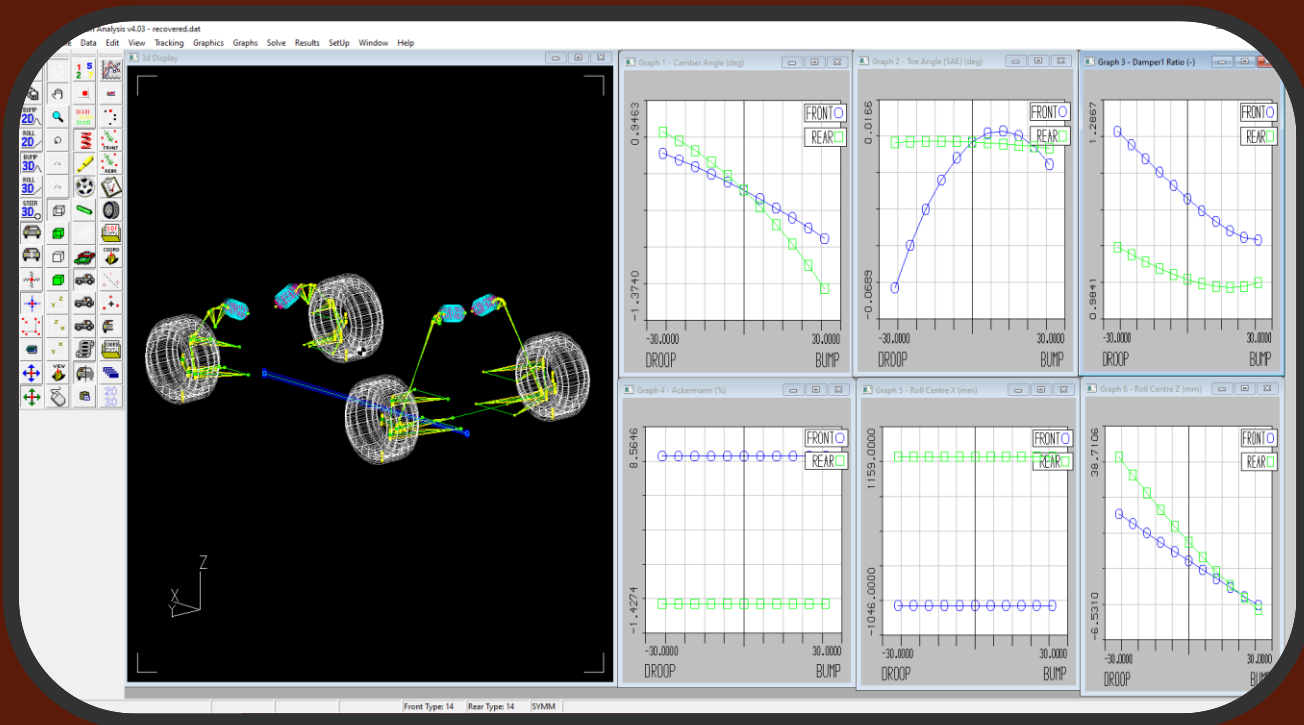 Analysis v4.03 - recovered.dat
Data Edit View Tracking Graphics Graphs Solve Results SetUp Window Help
3d Display
Z
X
Y
BUMP
2D
ROLL
2D
BUMP
3D
ROLL
3D
STEER
3D
FRONT
REAR
COORD
VIEW
Graph 1 - Camber Angle (deg)
0.9463
-1.3740
FRONT
REAR
-30.0000 30.0000
DROOP BUMP
Graph 2 - Toe Angle (SAE) (deg)
0.0166
-0.0689
FRONT
REAR
-30.0000 30.0000
DROOP BUMP
Graph 3 - Damper1 Ratio (-)
1.2867
0.9841
FRONT
REAR
-30.0000 30.0000
DROOP BUMP
Graph 4 - Ackermann (%)
8.5646
-1.4274
FRONT
REAR
-30.0000 30.0000
DROOP BUMP
Graph 5 - Roll Centre X (mm)
1159.0000
-1046.0000
FRONT
REAR
-30.0000 30.0000
DROOP BUMP
Graph 6 - Roll Centre Z (mm)
38.7106
-6.5310
FRONT
REAR
-30.0000 30.0000
DROOP BUMP
Front Type: 14 Rear Type: 14 SYMM